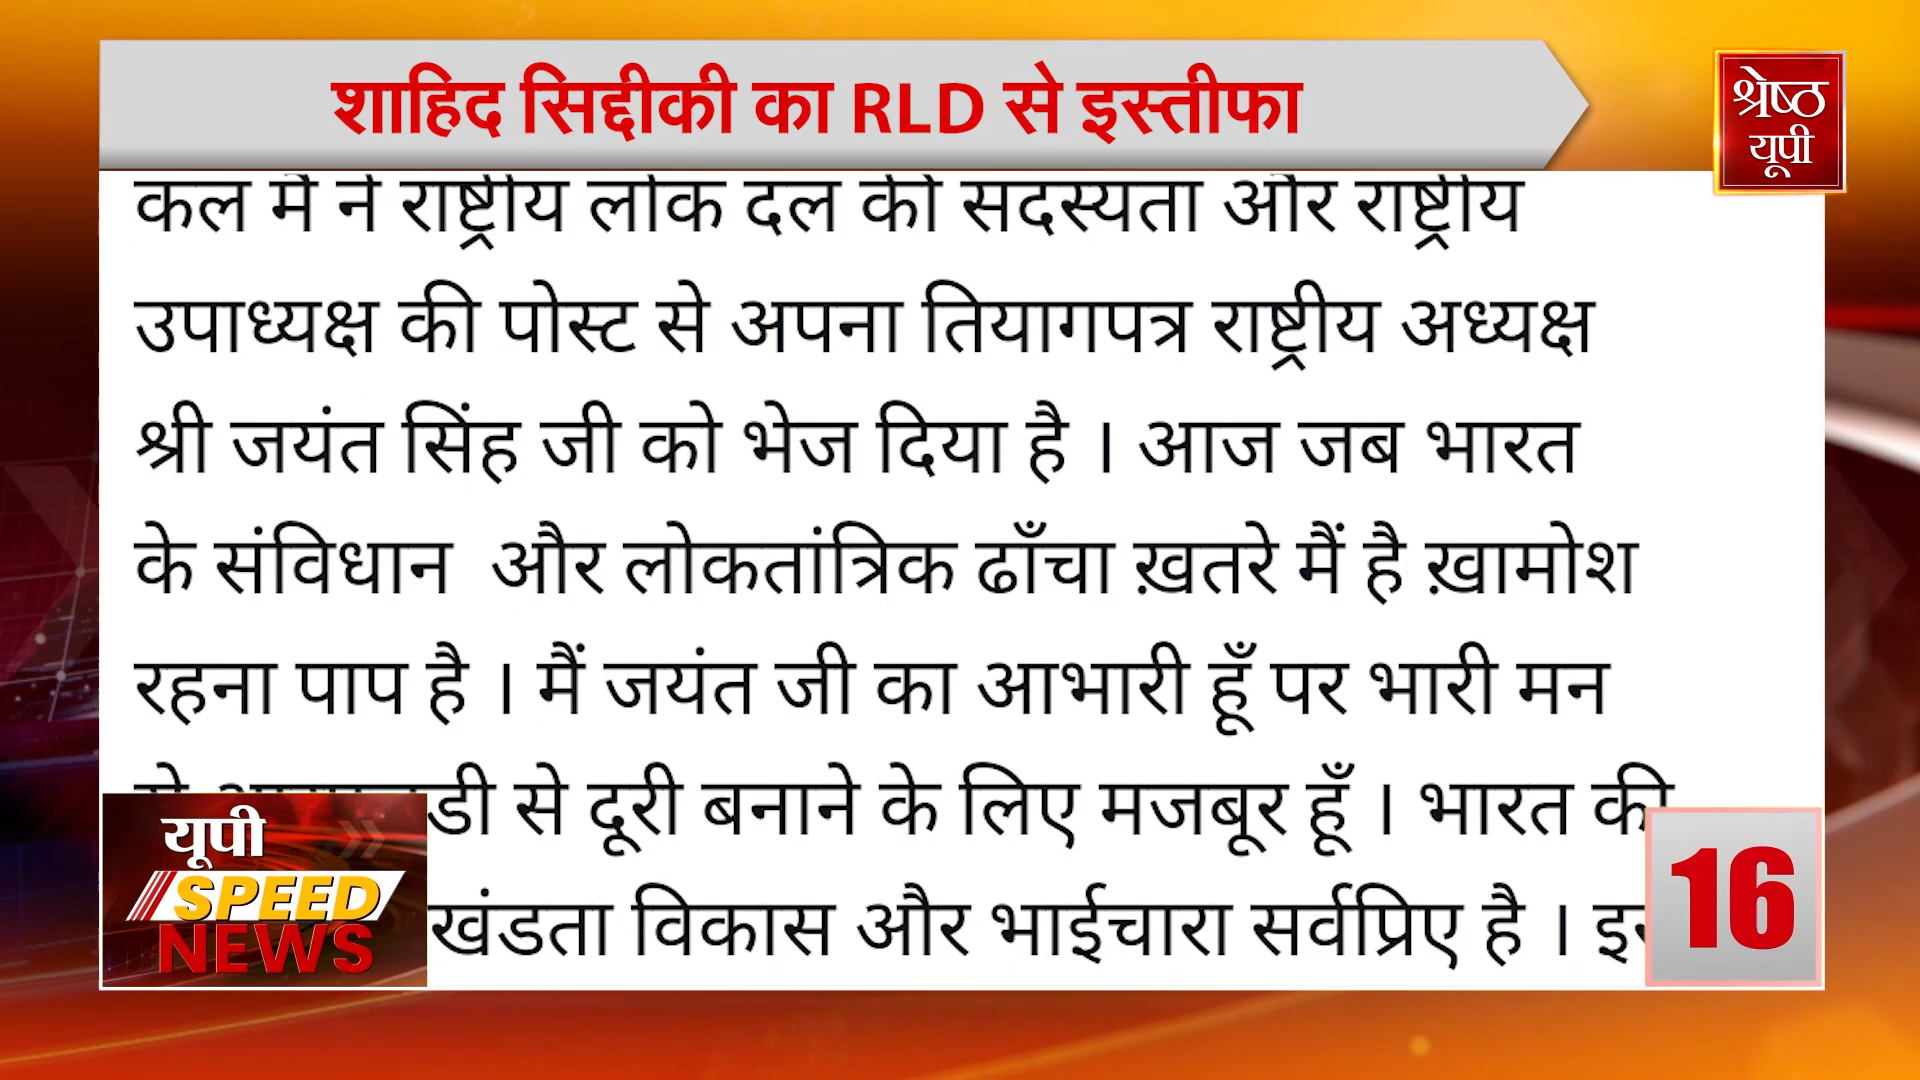 शाहिद सिद्दीकी का RLD से इस्तीफा
श्रेष्ठ
यूपी
कल मैं ने राष्ट्रीय लोक दल की सदस्यता और राष्ट्रीय
उपाध्यक्ष की पोस्ट से अपना तियागपत्र राष्ट्रीय अध्यक्ष
श्री जयंत सिंह जी को भेज दिया है । आज जब भारत
के संविधान और लोकतांत्रिक ढाँचा ख़तरे मैं है ख़ामोश
रहना पाप है । मैं जयंत जी का आभारी हूँ पर भारी मन
से दूरी बनाने के लिए मजबूर हूँ । भारत की
खंडता विकास और भाईचारा सर्वप्रिए है ।
यूपी
SPEED
NEWS
16